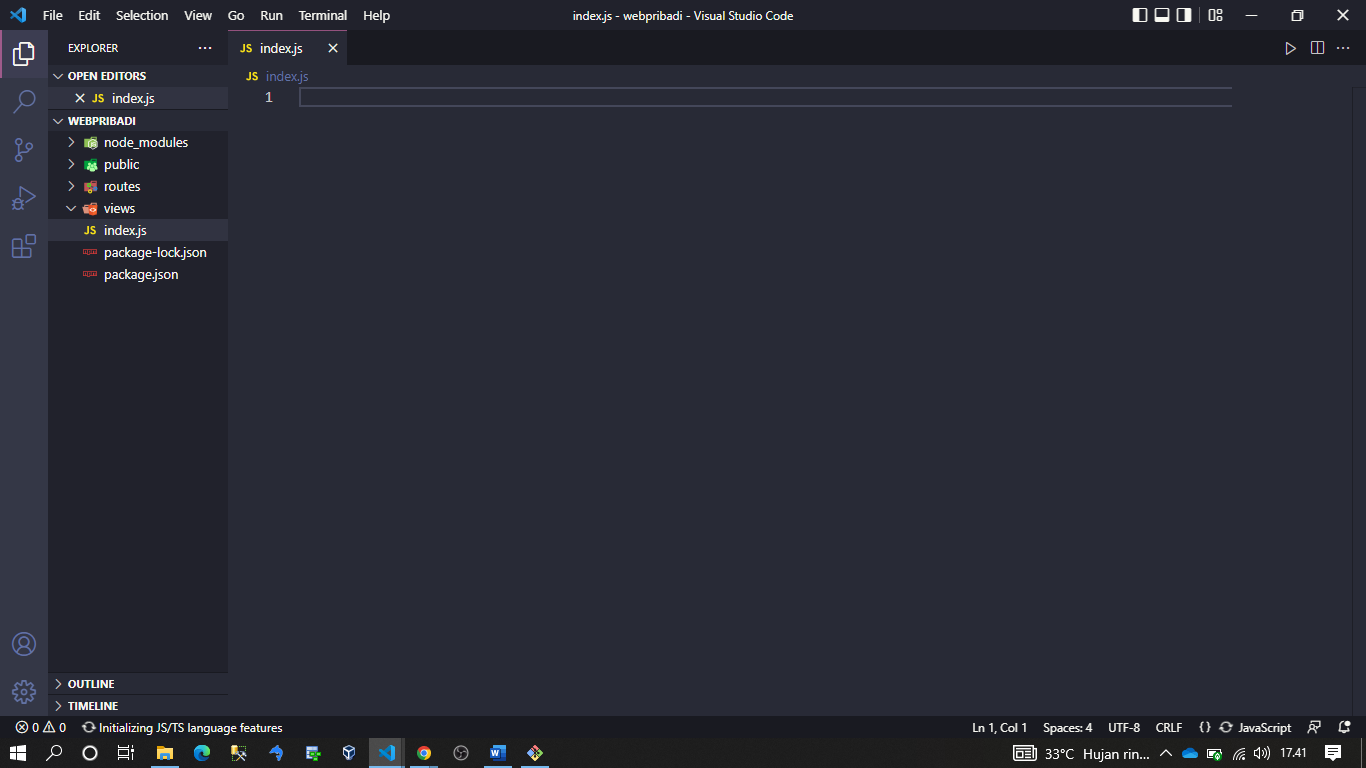 File Edit Selection View Go Run Terminal Help
index.js - webpribadi - Visual Studio Code
EXPLORER
JS index.js
OPEN EDITORS
JS index.js
JS index.js
1
WEBPRIBADI
node_modules
public
routes
views
JS index.js
package-lock.json
package.json
OUTLINE
TIMELINE
0 0 Initializing JS/TS language features
Ln 1, Col 1 Spaces: 4 UTF-8 CRLF {} JavaScript
33°C Hujan rin... 17.41